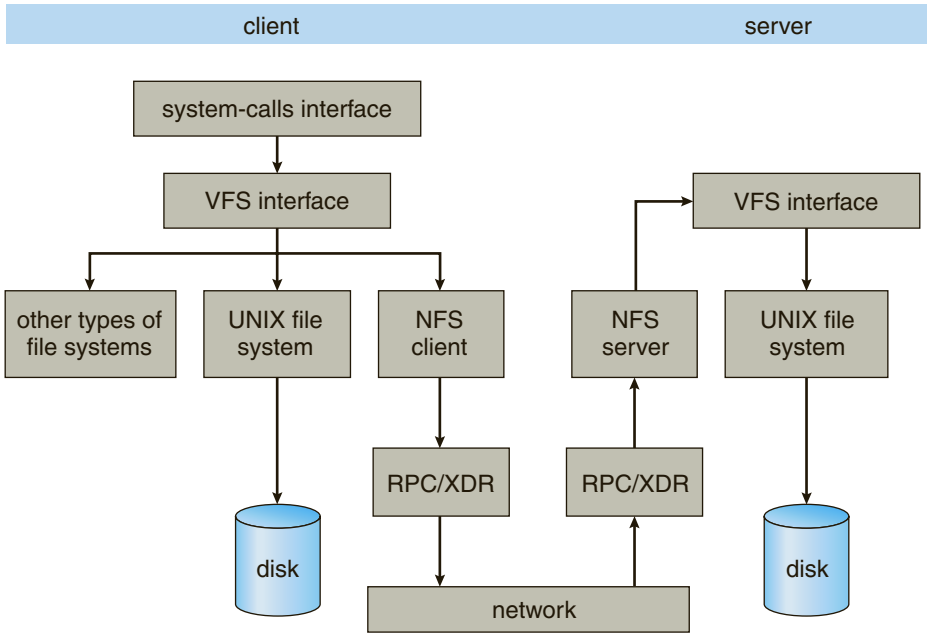 client
server
system-calls interface
VFS interface
VFS interface
other types of
file systems
UNIX file
system
NFS
client
NFS
server
UNIX file
system
RPC/XDR
RPC/XDR
disk
disk
network